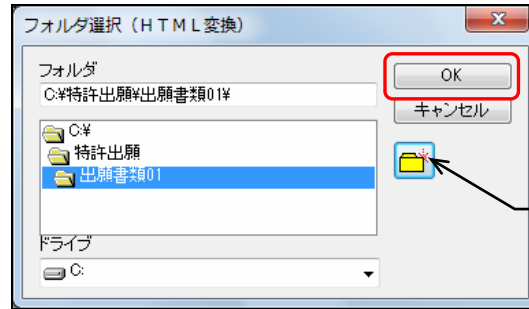 フォルダ選択（ＨＴＭＬ変換）
フォルダ
C:¥特許出願¥出願書類01¥
OK
キャンセル
C:¥
特許出願
出願書類01
ドライブ
C: